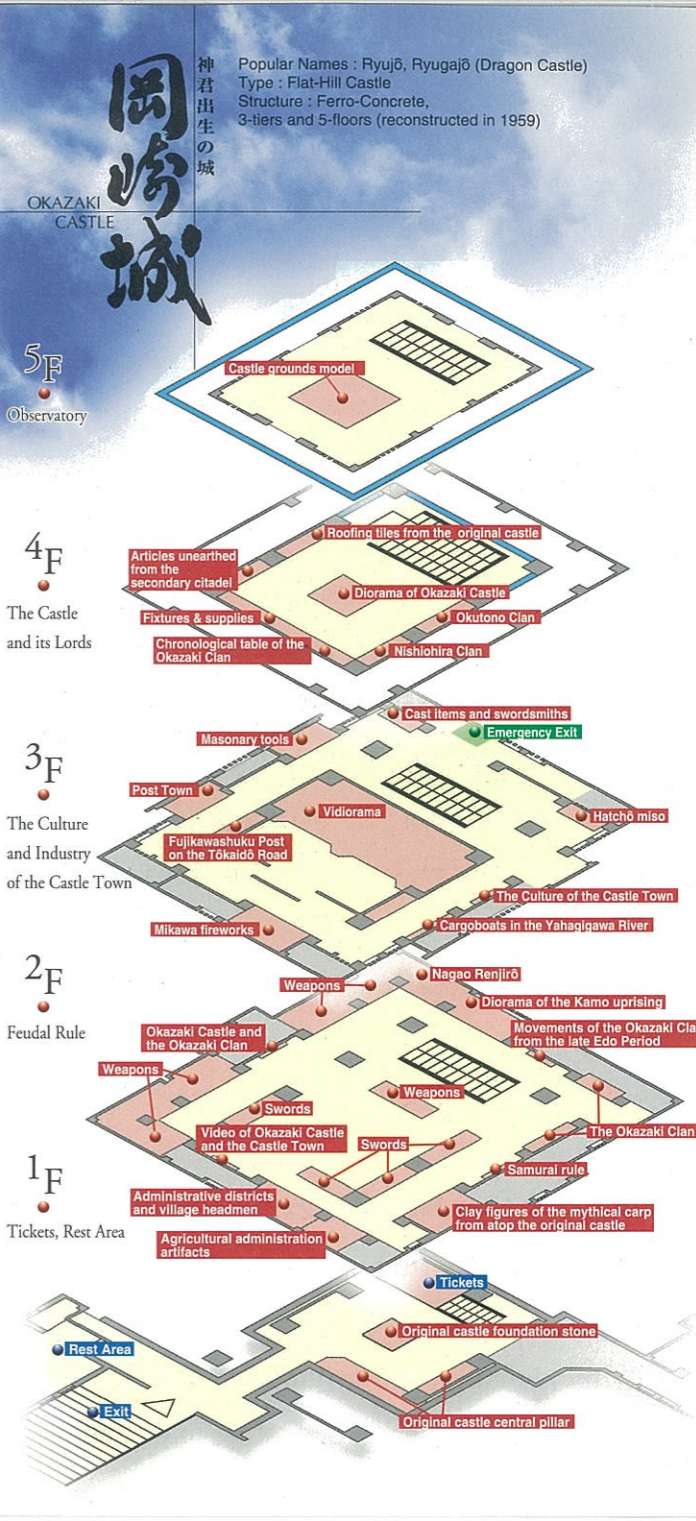 岡崎城
神君出生の城
OKAZAKI
CASTLE
Popular Names : Ryujô, Ryugajô (Dragon Castle)
Type : Flat-Hill Castle
Structure : Ferro-Concrete,
3-tiers and 5-floors (reconstructed in 1959)
5F
Observatory
Castle grounds model
4F
The Castle
and its Lords
Roofing tiles from the original castle
Articles unearthed
from the
secondary citadel
Diorama of Okazaki Castle
Fixtures & supplies
Okutono Clan
Chronological table of the
Okazaki Clan
Nishiohira Clan
3F
The Culture
and Industry
of the Castle Town
Cast items and swordsmiths
Emergency Exit
Masonary tools
Post Town
Vidiorama
Hatchô miso
Fujikawashuku Post
on the Tôkaidô Road
The Culture of the Castle Town
Mikawa fireworks
Cargoboats in the Yahagigawa River
2F
Feudal Rule
Nagao Renjirô
Weapons
Diorama of the Kamo uprising
Okazaki Castle and
the Okazaki Clan
Movements of the Okazaki Cla
from the late Edo Period
Weapons
Weapons
Swords
Video of Okazaki Castle
and the Castle Town
Swords
The Okazaki Clan
Samurai rule
Administrative districts
and village headmen
Clay figures of the mythical carp
from atop the original castle
Agricultural administration
artifacts
1F
Tickets, Rest Area
Tickets
Original castle foundation stone
Rest Area
Exit
Original castle central pillar